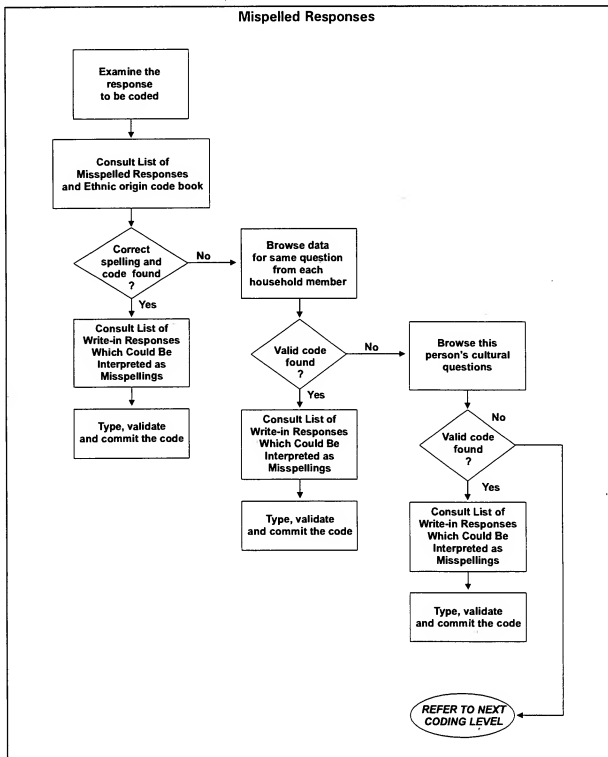 Mispelled Responses
Examine the
response
to be coded
Consult List of
Misspelled Responses
and Ethnic origin code book
Correct
spelling and
code found
?
No
Yes
Browse data
for same question
from each
household member
Consult List of
Write-in Responses
Which Could Be
Interpreted as
Misspellings
Type, validate
and commit the code
Valid code
found
?
No
Yes
Browse this
person's cultural
questions
Consult List of
Write-in Responses
Which Could Be
Interpreted as
Misspellings
Type, validate
and commit the code
Valid code
found
?
No
Yes
Consult List of
Write-in Responses
Which Could Be
Interpreted as
Misspellings
Type, validate
and commit the code
REFER TO NEXT
CODING LEVEL